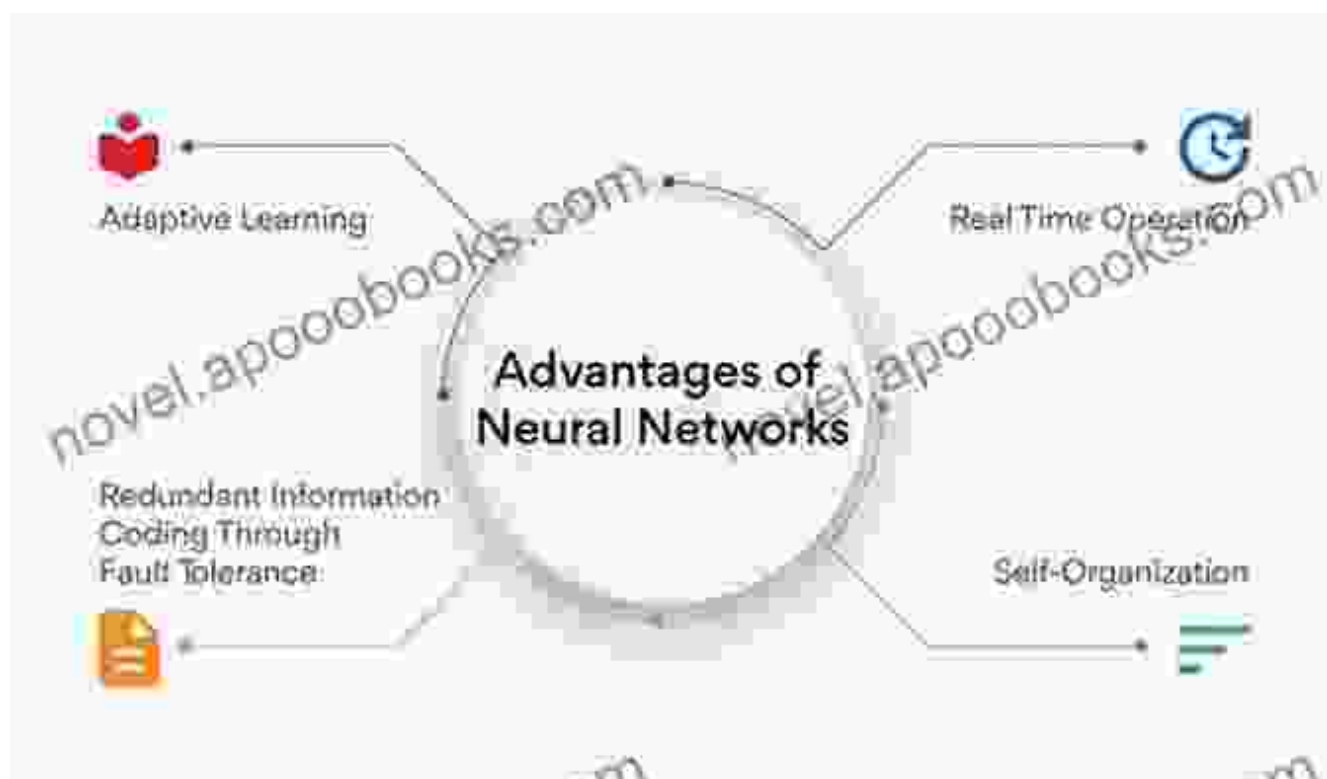 Adaptive Learning
Real Time Operation
novel.apooobooks.com
novel.apooobooks.com
Advantages of
Neural Networks
Redundant Information
Coding Through
Fault Tolerance
Self-Organization
m
m